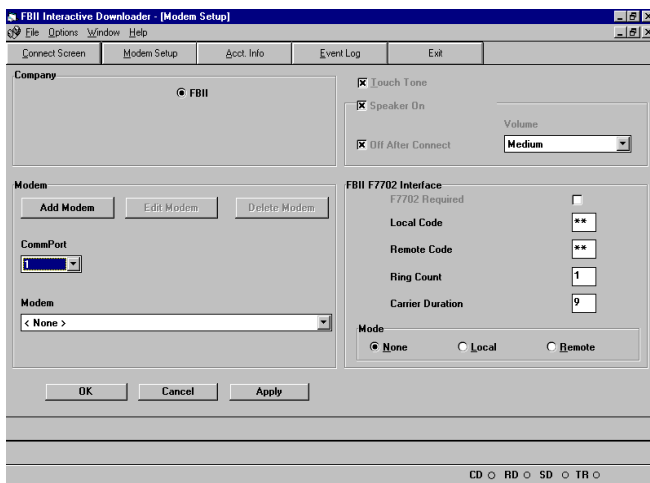 FBII Interactive Downloader - [Modem Setup]
File Options Window Help
Connect Screen Modem Setup Acct. Info Event Log Exit
Company
FBII
Touch Tone
Speaker On
Volume
Off After Connect Medium
Modem
Add Modem Edit Modem Delete Modem
CommPort
1
Modem
< None >
FBII F7702 Interface
F7702 Required
Local Code **
Remote Code **
Ring Count 1
Carrier Duration 9
Mode
None Local Remote
OK Cancel Apply
CD RD SD TR